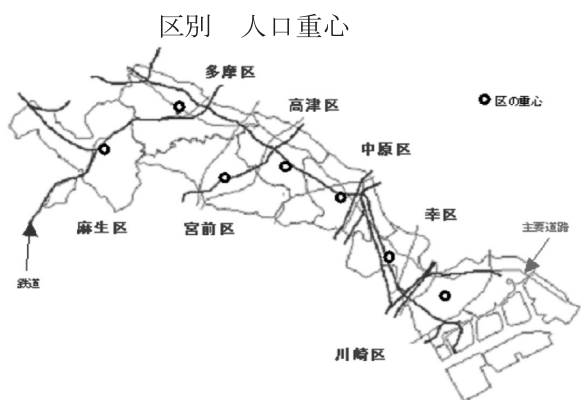 区別　人口重心
多摩区
高津区
区の重心
中原区
麻生区
宮前区
幸区
主要道路
鉄道
川崎区